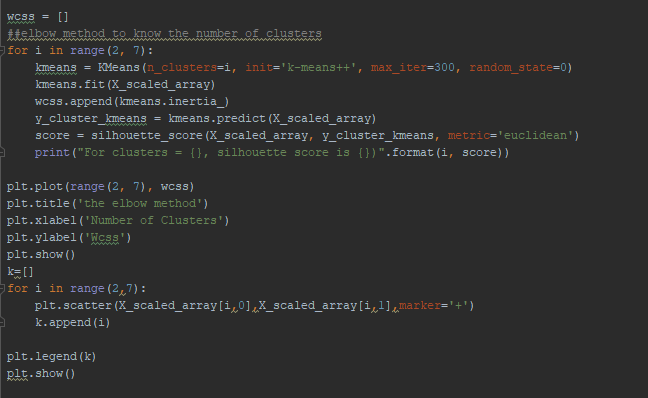 wcss = []
##elbow method to know the number of clusters
for i in range(2, 7):
    kmeans = KMeans(n_clusters=i, init='k-means++', max_iter=300, random_state=0)
    kmeans.fit(X_scaled_array)
    wcss.append(kmeans.inertia_)
    y_cluster_kmeans = kmeans.predict(X_scaled_array)
    score = silhouette_score(X_scaled_array, y_cluster_kmeans, metric='euclidean')
    print("For clusters = {}, silhouette score is {})".format(i, score))

plt.plot(range(2, 7), wcss)
plt.title('the elbow method')
plt.xlabel('Number of Clusters')
plt.ylabel('Wcss')
plt.show()
k=[]
for i in range(2,7):
    plt.scatter(X_scaled_array[i,0],X_scaled_array[i,1],marker='+')
    k.append(i)

plt.legend(k)
plt.show()